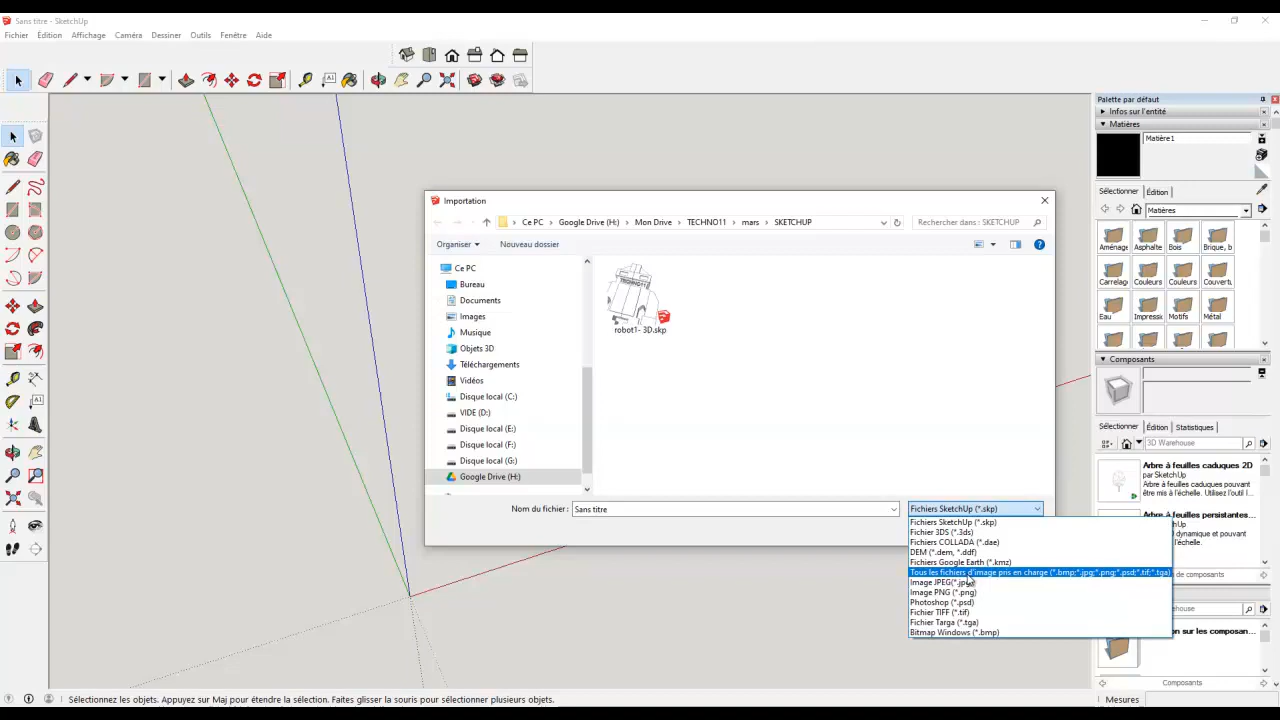 Sans titre - SketchUp
Fichier Édition Affichage Caméra Dessiner Outils Fenêtre Aide
Palette par défaut
Infos sur l'entité
Matières
Matière1
Sélectionner Édition
Matières
Aménage Asphalte Bois Brique, b
Carrelage Couleurs Couleurs Couvertu
Eau Impressic Motifs Métal
Composants
Sélectionner Édition Statistiques
3D Warehouse
Arbre à feuilles caduques 2D
par SketchUp
Arbre à feuilles caduques pouvant
être mis à l'échelle. Utilisez l'outil I...
Arbre à feuilles persistantes
Composants
Importation
Ce PC > Google Drive (H:) > Mon Drive > TECHNO11 > mars > SKETCHUP
Rechercher dans : SKETCHUP
Organiser Nouveau dossier
Ce PC
Bureau
Documents
Images
Musique
Objets 3D
Téléchargements
Vidéos
Disque local (C:)
VIDE (D:)
Disque local (E:)
Disque local (F:)
Disque local (G:)
Google Drive (H:)
robot1- 3D.skp
Nom du fichier : Sans titre
Fichiers SketchUp (*.skp)
Fichiers SketchUp (*.skp)
Fichier 3DS (*.3ds)
Fichiers COLLADA (*.dae)
DEM (*.dem, *.ddf)
Fichiers Google Earth (*.kmz)
Tous les fichiers d'image pris en charge (*.bmp;*.jpg;*.png;*.psd;*.tif;*.tga)
Image JPEG(*.jpg)
Image PNG (*.png)
Photoshop (*.psd)
Fichier TIFF (*.tif)
Fichier Targa (*.tga)
Bitmap Windows (*.bmp)
Sélectionnez les objets. Appuyez sur Maj pour étendre la sélection. Faites glisser la souris pour sélectionner plusieurs objets.
Mesures